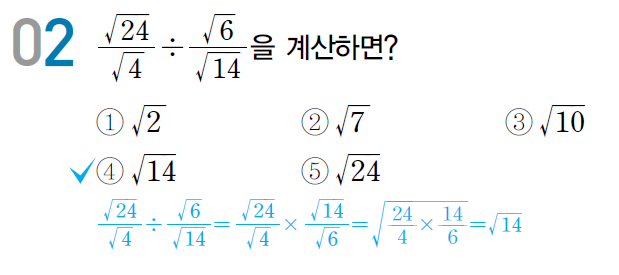 02 √24/√4 ÷ √6/√14 을 계산하면?
① √2 ② √7 ③ √10
④ √14 ⑤ √24
√24/√4 ÷ √6/√14 = √24/√4 × √14/√6 = √(24/4 × 14/6) = √14